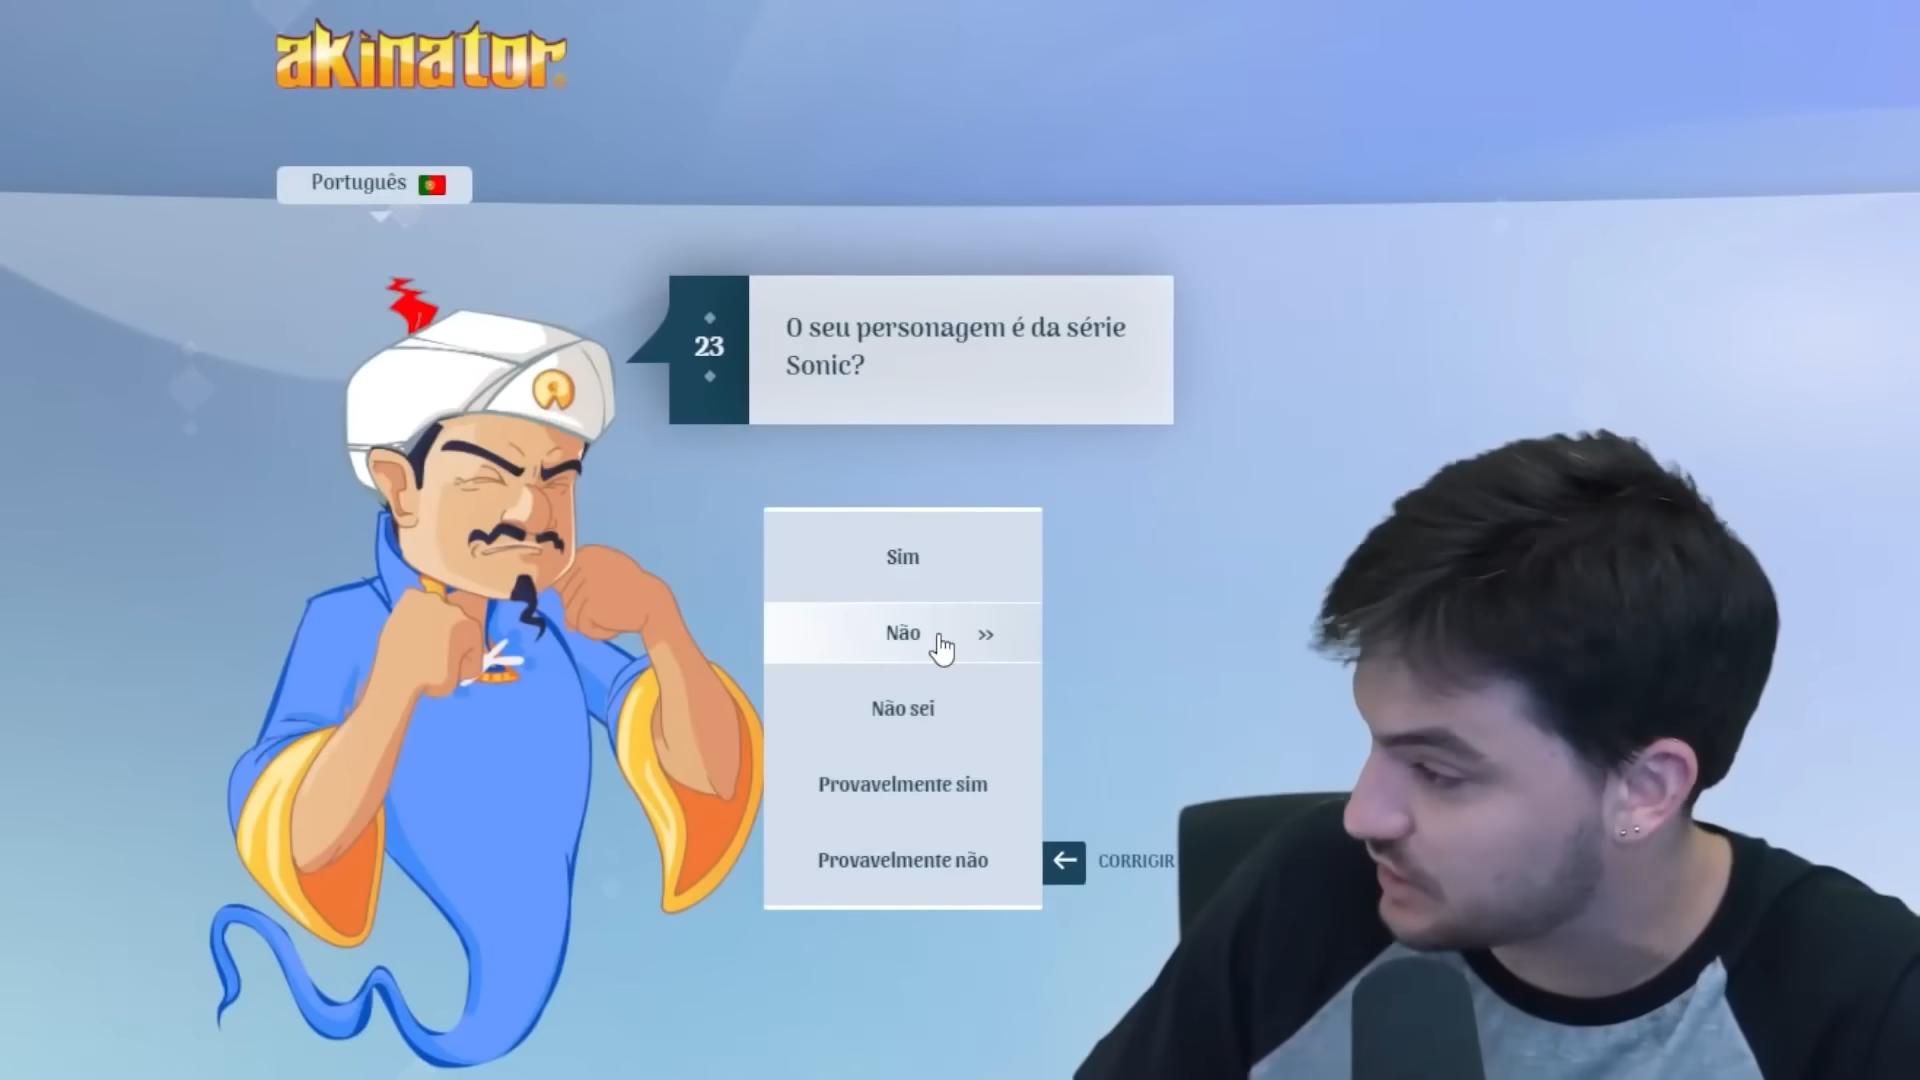 akinator
Português
23
O seu personagem é da série
Sonic?
Sim
Não »
Não sei
Provavelmente sim
Provavelmente não
CORRIGIR